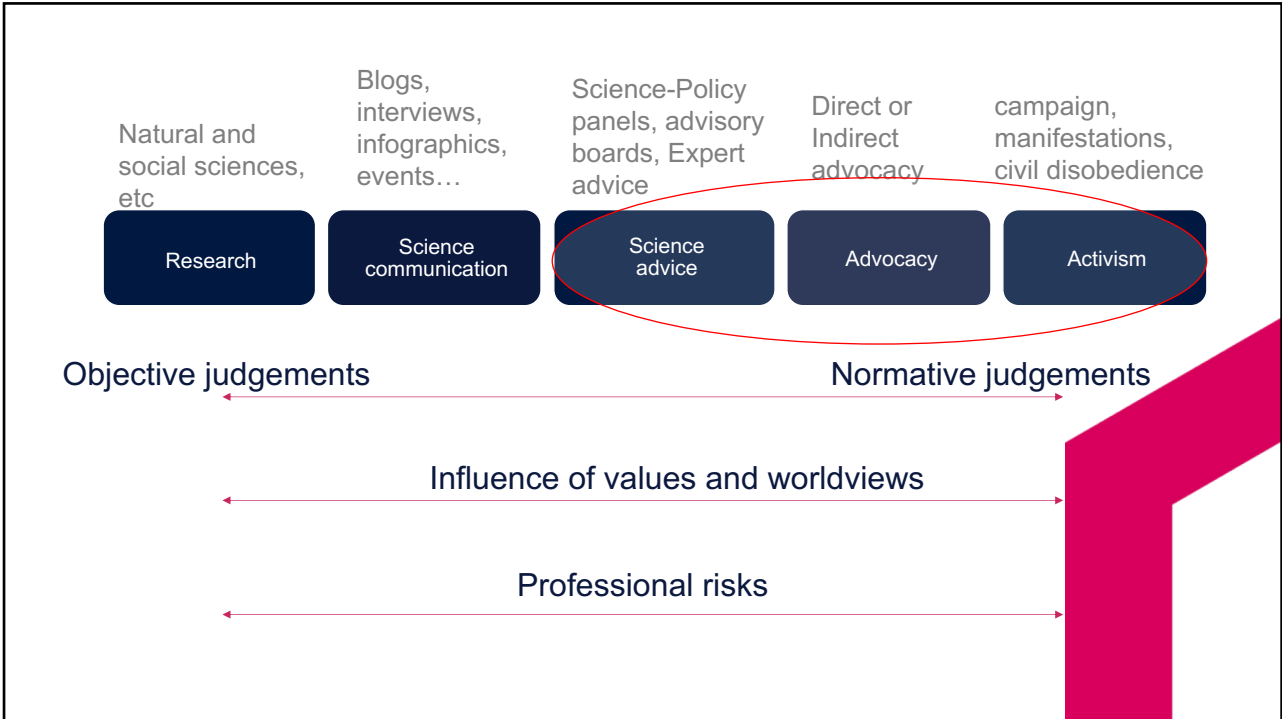 Natural and
social sciences,
etc
Blogs,
interviews,
infographics,
events…
Science-Policy
panels, advisory
boards, Expert
advice
Direct or
Indirect
advocacy
campaign,
manifestations,
civil disobedience
Research
Science
communication
Science
advice
Advocacy
Activism
Objective judgements
Normative judgements
Influence of values and worldviews
Professional risks